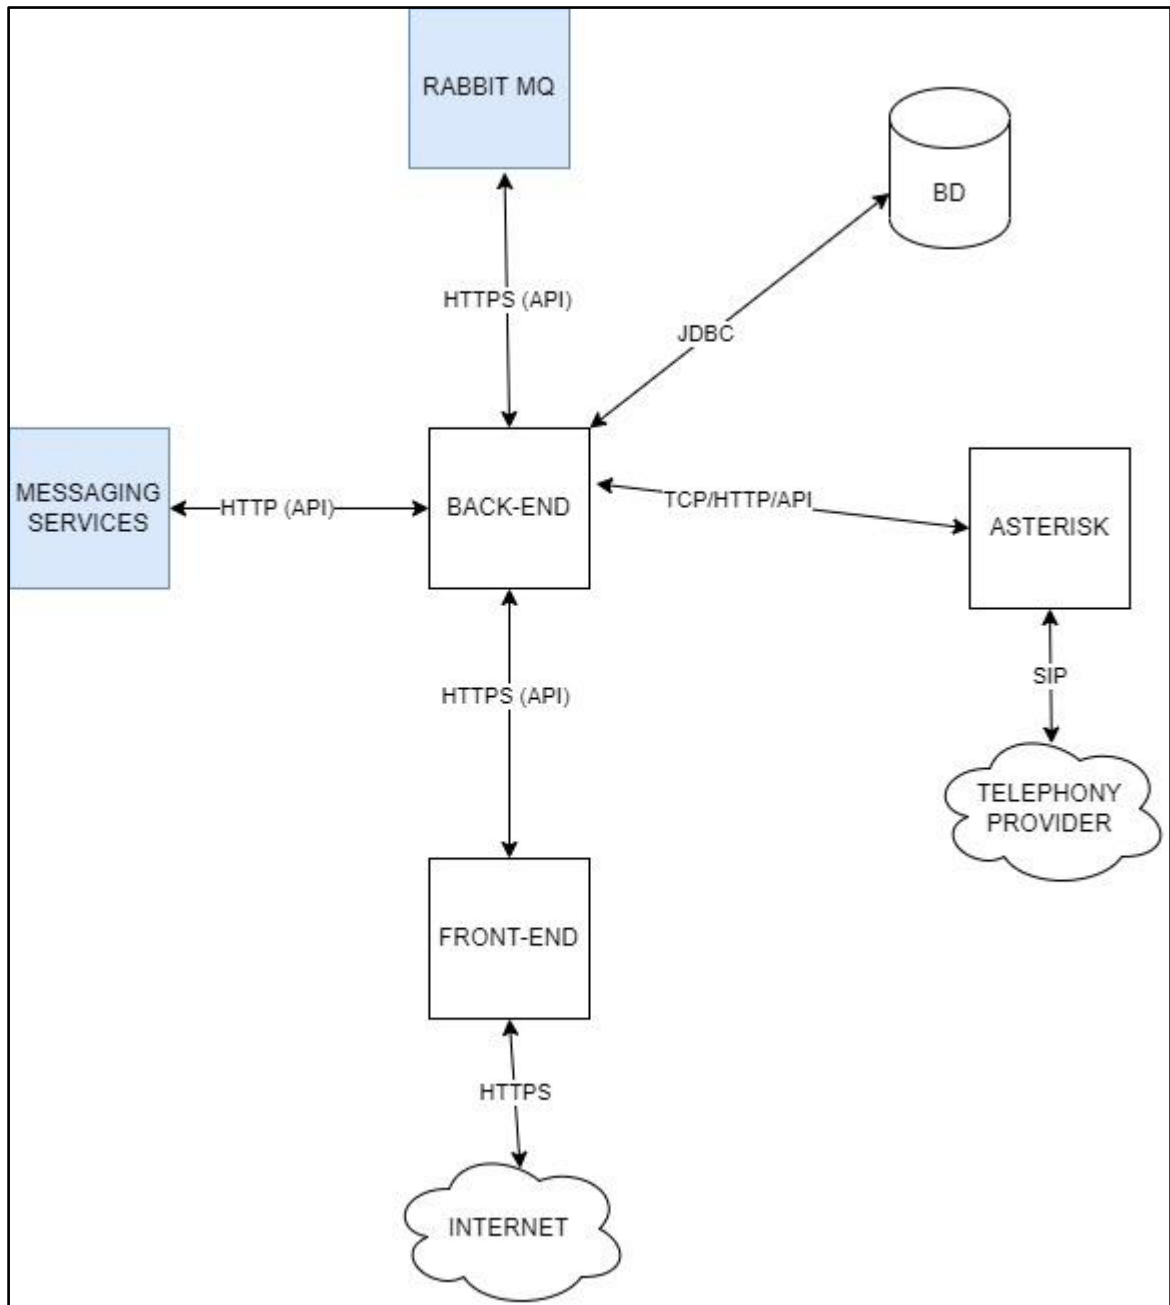 RABBIT MQ
BD
HTTPS (API)
JDBC
MESSAGING
SERVICES
HTTP (API)
BACK-END
TCP/HTTP/API
ASTERISK
SIP
HTTPS (API)
TELEPHONY
PROVIDER
FRONT-END
HTTPS
INTERNET